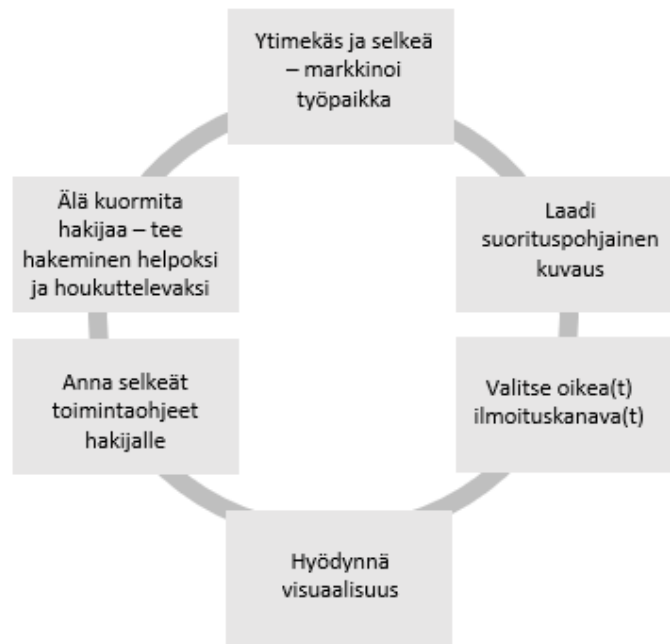 Ytimekäs ja selkeä
– markkinoi
työpaikka
Laadi
suorituspohjainen
kuvaus
Valitse oikea(t)
ilmoituskanava(t)
Hyödynnä
visuaalisuus
Anna selkeät
toimintaohjeet
hakijalle
Älä kuormita
hakijaa – tee
hakeminen helpoksi
ja houkuttelevaksi